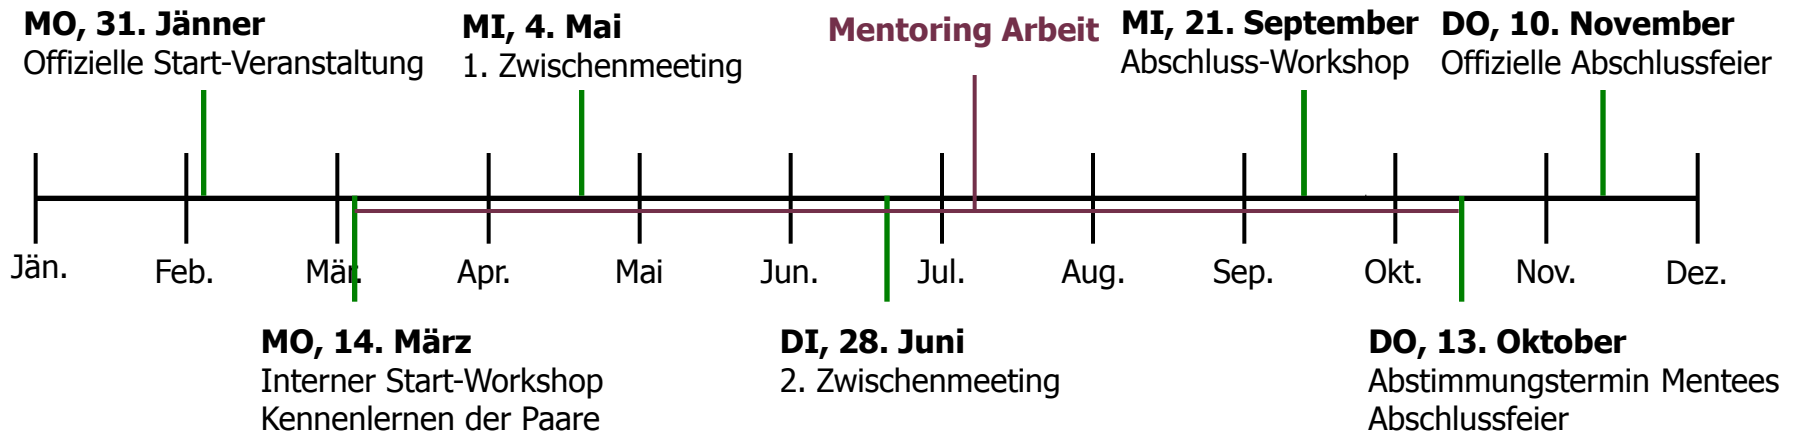 MO, 31. Jänner
Offizielle Start-Veranstaltung
MI, 4. Mai
1. Zwischenmeeting
Mentoring Arbeit
MI, 21. September
Abschluss-Workshop
DO, 10. November
Offizielle Abschlussfeier
Jän.
Feb.
Mär.
Apr.
Mai
Jun.
Jul.
Aug.
Sep.
Okt.
Nov.
Dez.
MO, 14. März
Interner Start-Workshop
Kennenlernen der Paare
DI, 28. Juni
2. Zwischenmeeting
DO, 13. Oktober
Abstimmungstermin Mentees
Abschlussfeier